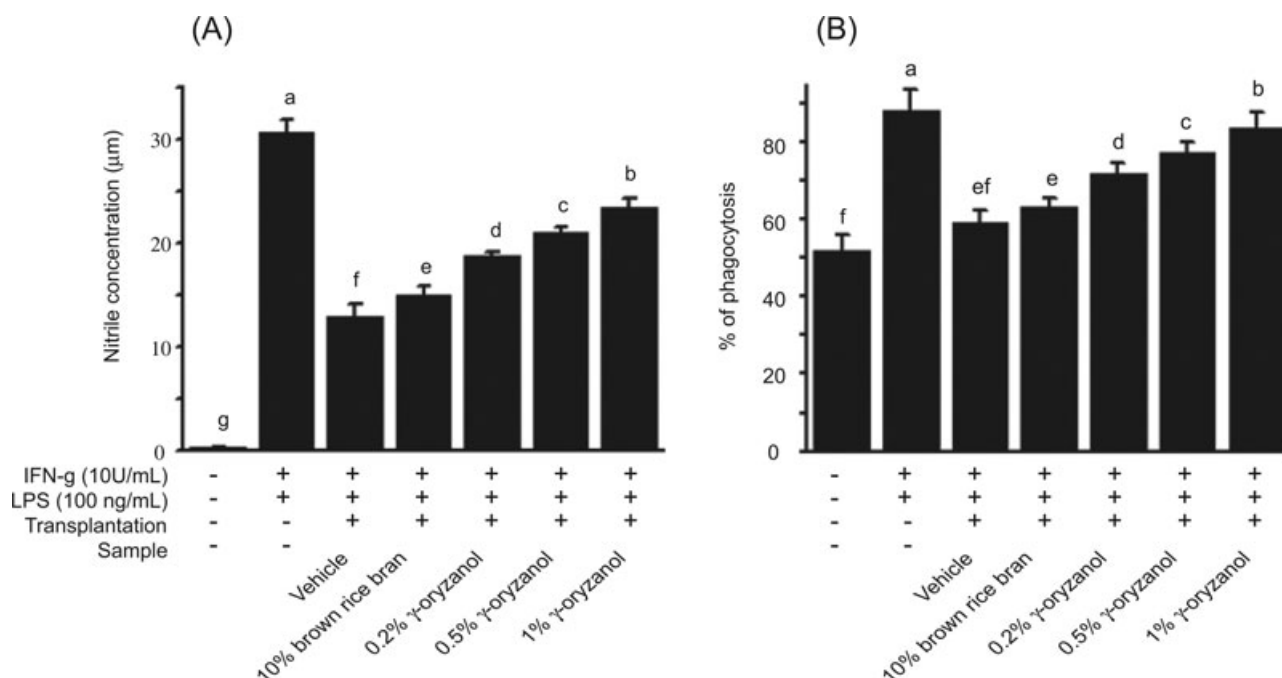 (A)
Nitrile concentration (μm)
30
20
10
0
a
b
c
d
e
f
g
IFN-g (10U/mL) - + + + + + +
LPS (100 ng/mL) - + + + + + +
Transplantation - - + + + + +
Sample - -
Vehicle
10% brown rice bran
0.2% γ-oryzanol
0.5% γ-oryzanol
1% γ-oryzanol
(B)
% of phagocytosis
80
60
40
20
0
f
a
ef
e
d
c
b
- + + + + + +
- + + + + + +
- - + + + + +
- -
Vehicle
10% brown rice bran
0.2% γ-oryzanol
0.5% γ-oryzanol
1% γ-oryzanol